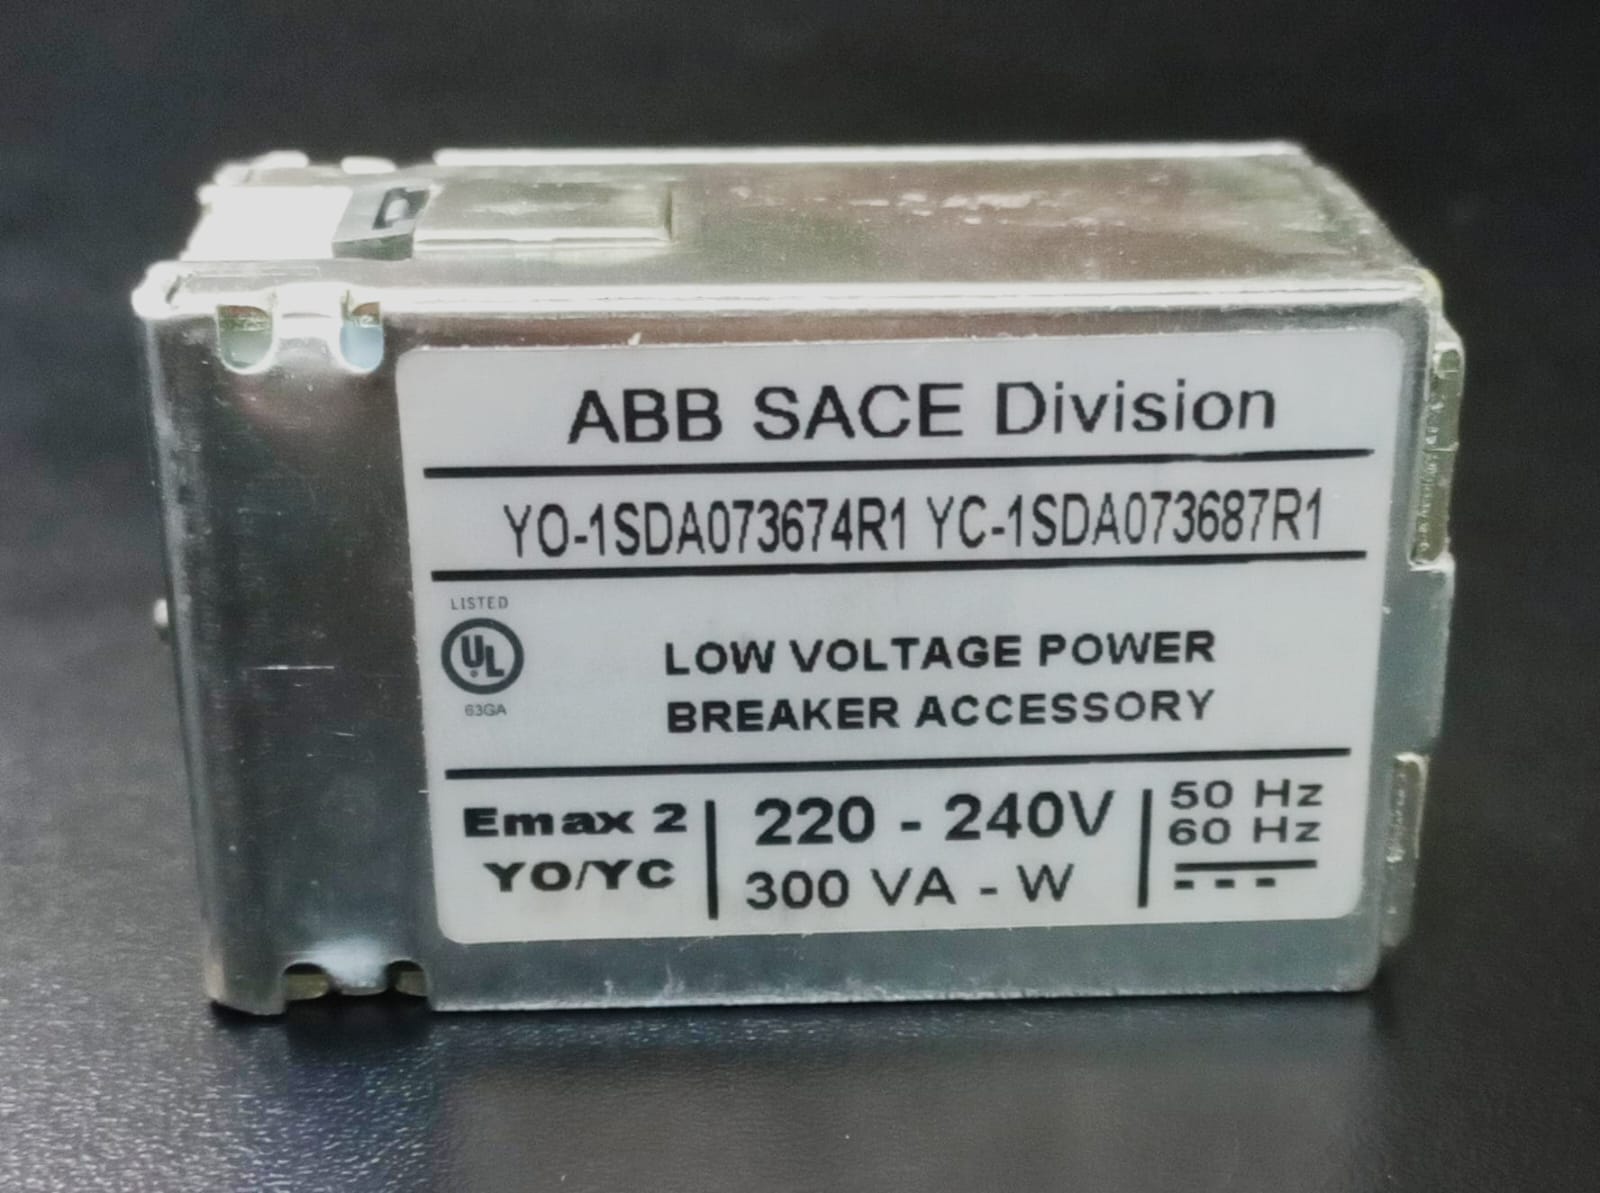 ABB SACE Division
YO-1SDA073674R1 YC-1SDA073687R1
LISTED
UL
63GA
LOW VOLTAGE POWER
BREAKER ACCESSORY
Emax 2
YO/YC
220 - 240V
300 VA - W
50 Hz
60 Hz